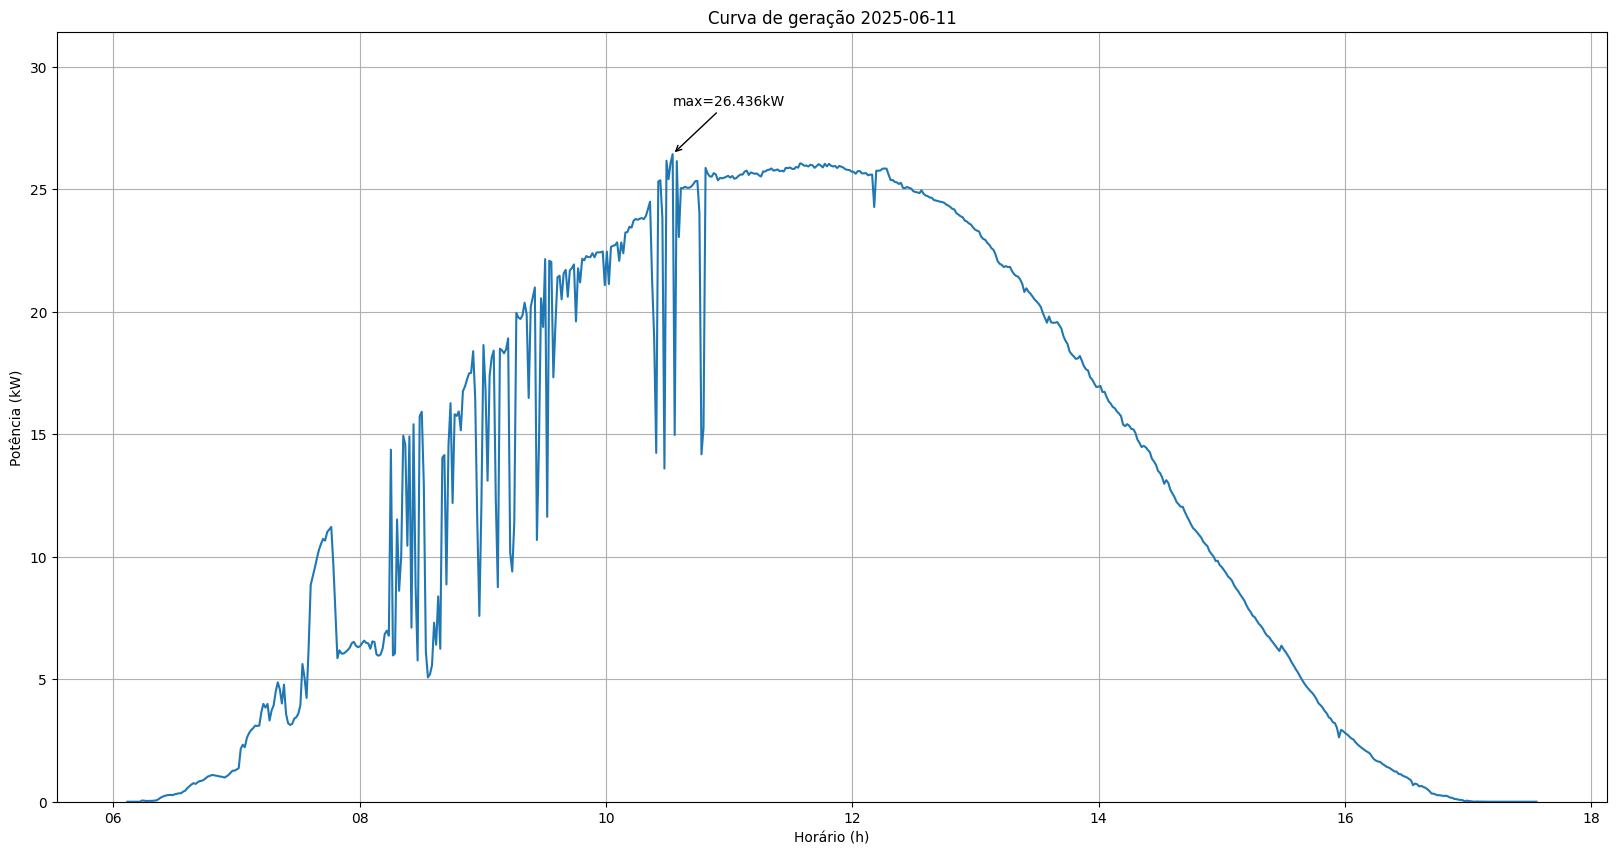 Curva de geração 2025-06-11
max=26.436kW
30
25
20
15
10
5
0
Potência (kW)
06 08 10 12 14 16 18
Horário (h)